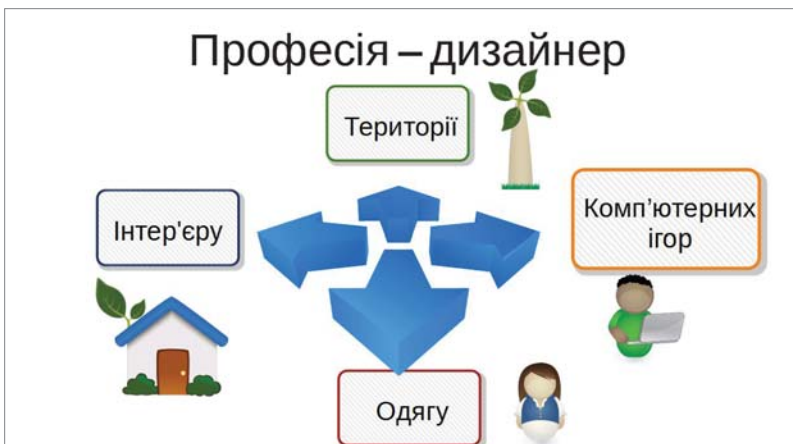 Професія – дизайнер
Території
Інтер'єру
Комп’ютерних
ігор
Одягу